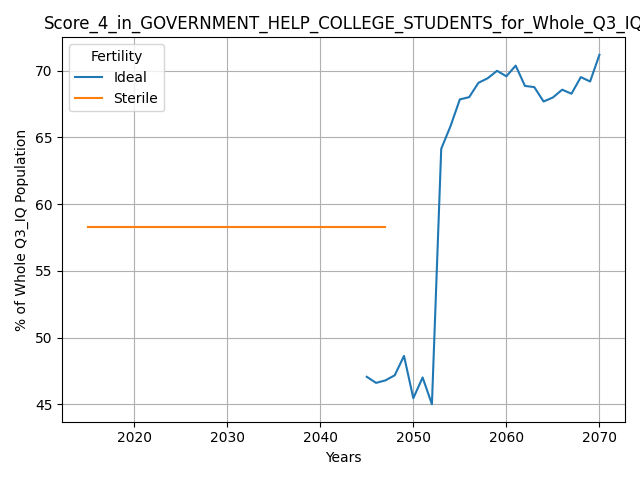 Score_4_in_GOVERNMENT_HELP_COLLEGE_STUDENTS_for_Whole_Q3_IQ
Fertility
Ideal
Sterile
% of Whole Q3_IQ Population
70
65
60
55
50
45
2020
2030
2040
2050
2060
2070
Years